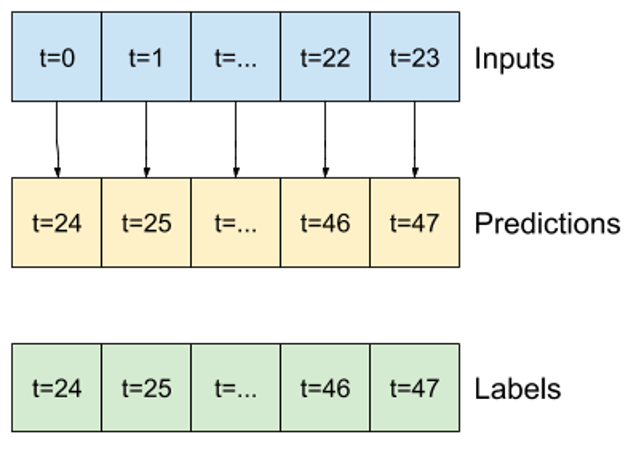 t=0 t=1 t=... t=22 t=23 Inputs
t=24 t=25 t=... t=46 t=47 Predictions
t=24 t=25 t=... t=46 t=47 Labels